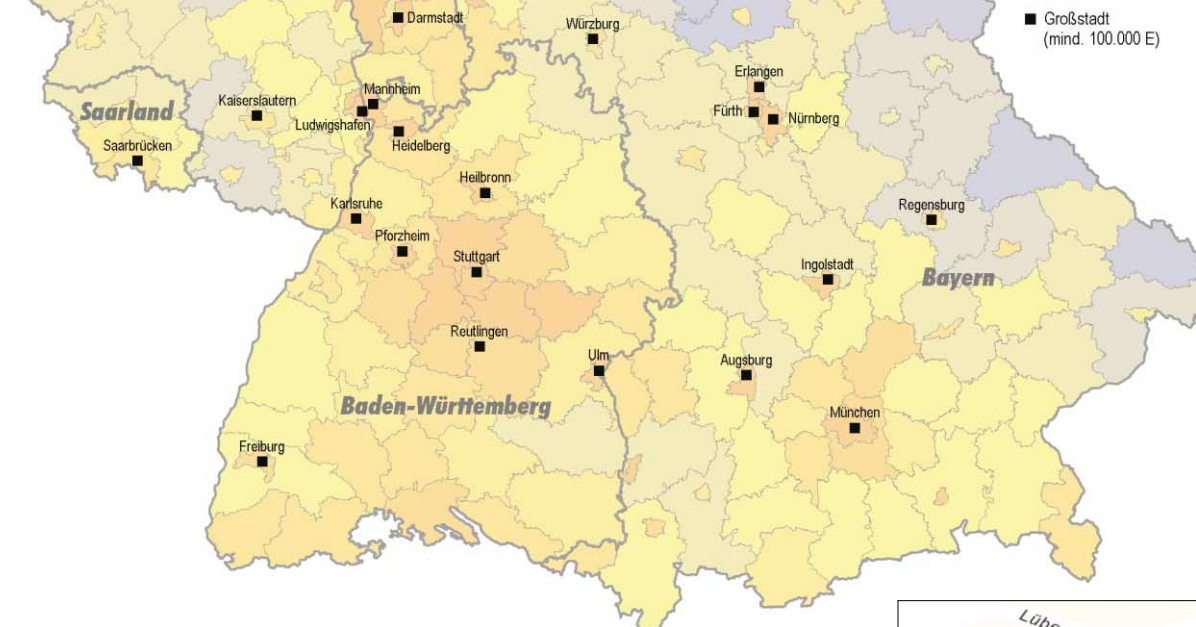 Darmstadt
Würzburg
Großstadt
(mind. 100.000 E)
Erlangen
Mannheim
Kaiserslautern
Saarland
Fürth
Nürnberg
Ludwigshafen
Saarbrücken
Heidelberg
Heilbronn
Karlsruhe
Regensburg
Pforzheim
Stuttgart
Ingolstadt
Bayern
Reutlingen
Ulm
Augsburg
Baden-Württemberg
München
Freiburg